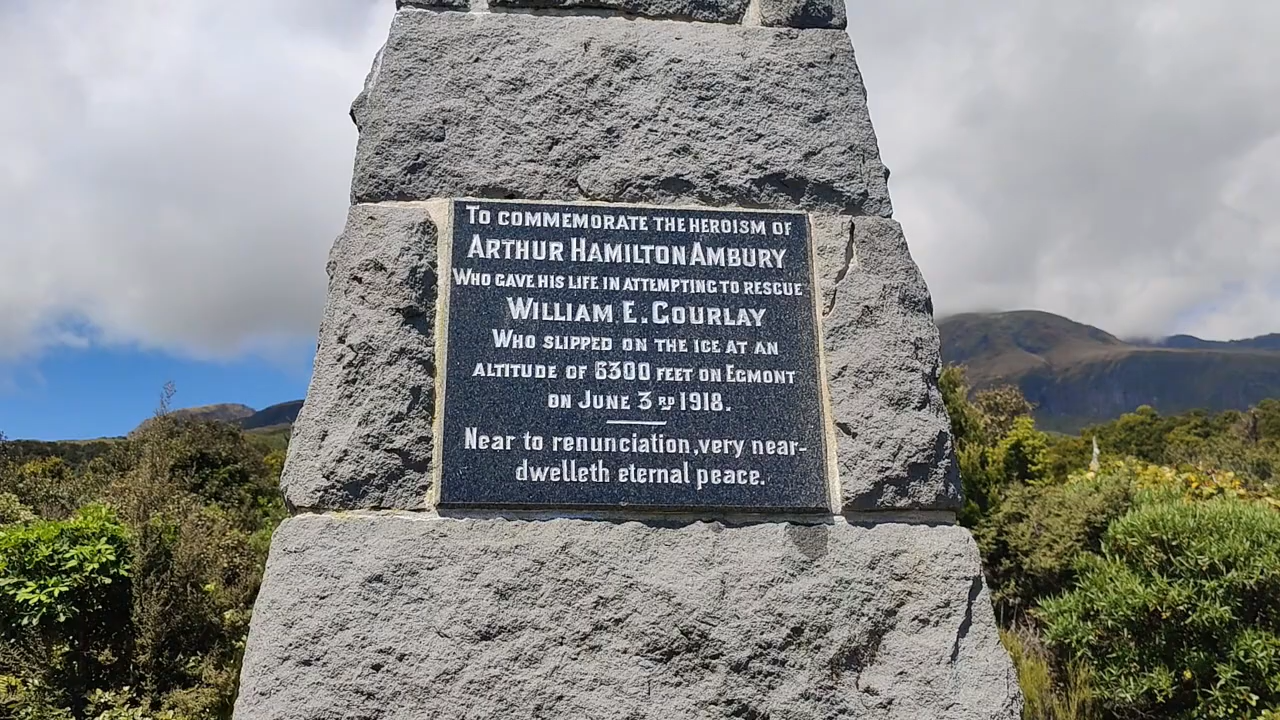 To commemorate the heroism of
Arthur Hamilton Ambury
Who gave his life in attempting to rescue
William E. Gourlay
Who slipped on the ice at an
altitude of 6300 feet on Egmont
on June 3rd 1918.
Near to renunciation, very near-
dwelleth eternal peace.